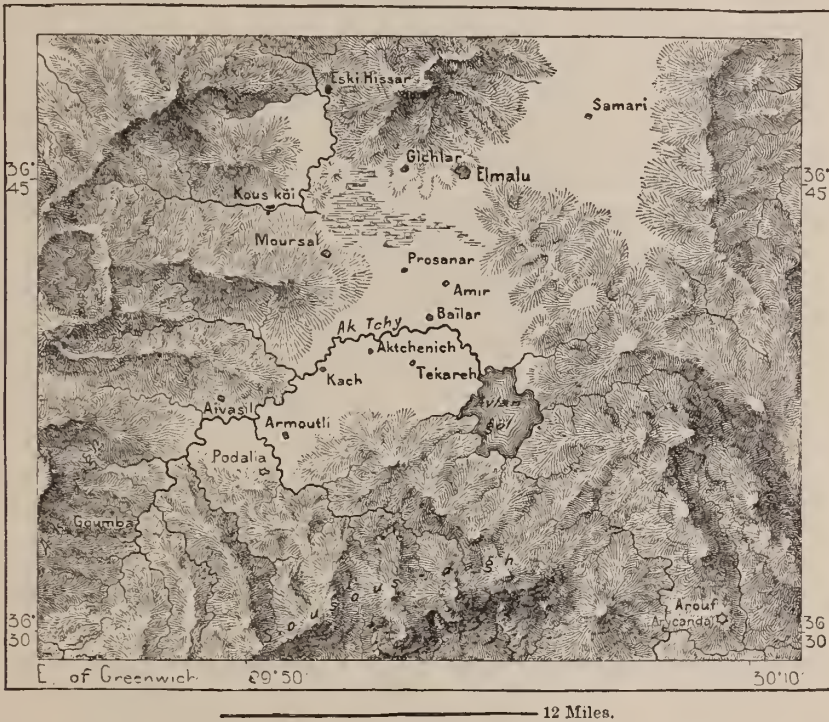 Eski Hissar
Samari
36°
45'
Gichlar
Elmalu
36°
45'
Kous köi
Moursal
Prosanar
Amir
Baïlar
Ak Tchy
Aktchenich
Tekareh
Kach
Avlan
Göl
Aivasil
Armoutli
Podalia
Goumba
Arouf
Arycanda
36°
30
36
30
E. of Greenwich
29°50'
30°10'
12 Miles.